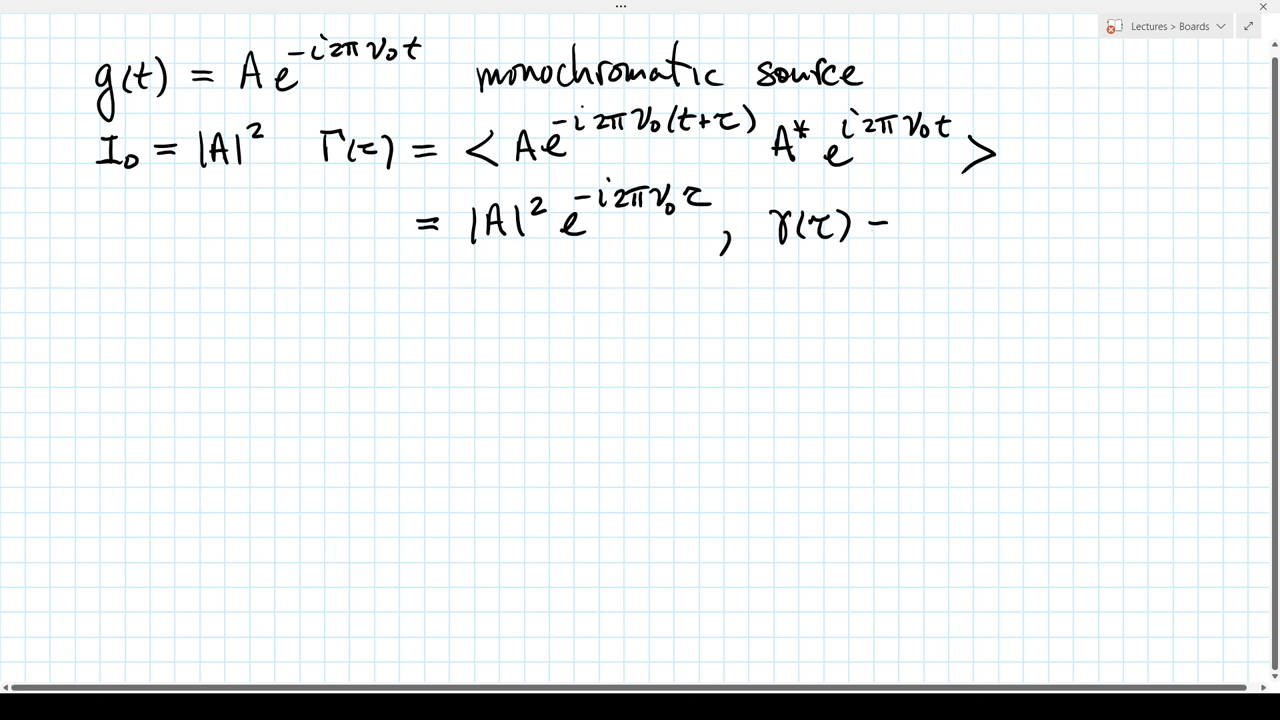 Lectures > Boards
g(t) = A e^{-i2πν₀t} monochromatic source
I₀ = |A|² Γ(τ) = < A e^{-i2πν₀(t+τ)} A* e^{i2πν₀t} >
= |A|² e^{-i2πν₀τ} , γ(τ) -